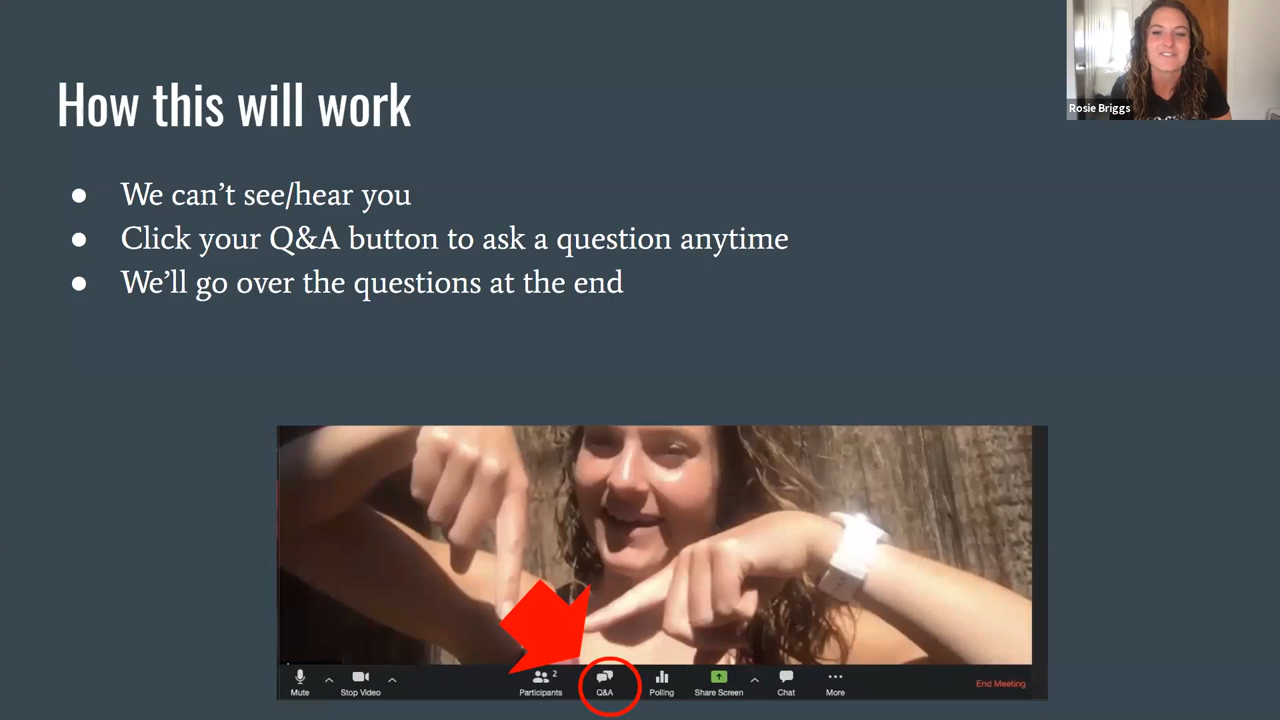 How this will work
Rosie Briggs
● We can't see/hear you
● Click your Q&A button to ask a question anytime
● We'll go over the questions at the end
Mute
Stop Video
Participants
2
Q&A
Polling
Share Screen
Chat
More
End Meeting